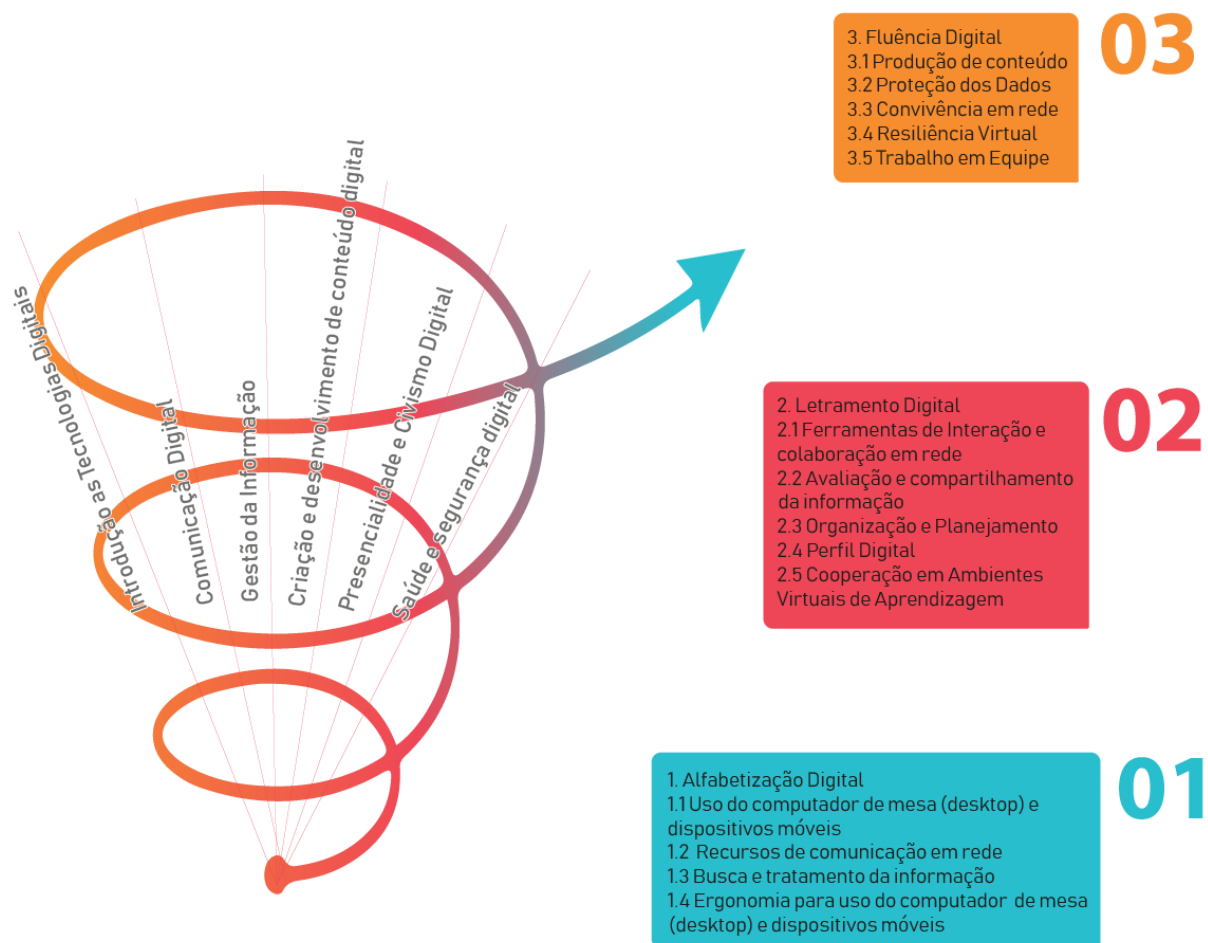 03
3. Fluência Digital
3.1 Produção de conteúdo
3.2 Proteção dos Dados
3.3 Convivência em rede
3.4 Resiliência Virtual
3.5 Trabalho em Equipe
Introdução as Tecnologias Digitais
Comunicação Digital
Gestão da Informação
Criação e desenvolvimento de conteúdo digital
Presencialidade e Civismo Digital
Saúde e segurança digital
02
2. Letramento Digital
2.1 Ferramentas de Interação e
colaboração em rede
2.2 Avaliação e compartilhamento
da informação
2.3 Organização e Planejamento
2.4 Perfil Digital
2.5 Cooperação em Ambientes
Virtuais de Aprendizagem
01
1. Alfabetização Digital
1.1 Uso do computador de mesa (desktop) e
dispositivos móveis
1.2 Recursos de comunicação em rede
1.3 Busca e tratamento da informação
1.4 Ergonomia para uso do computador de mesa
(desktop) e dispositivos móveis